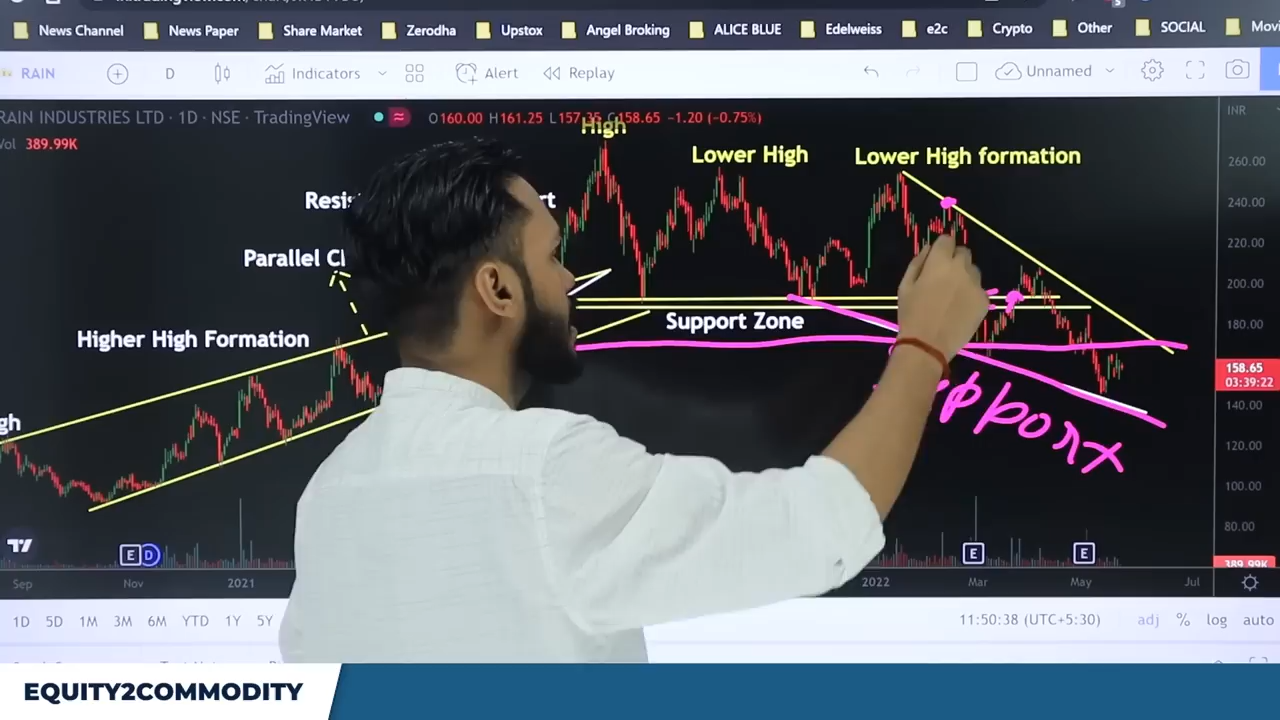 News Channel News Paper Share Market Zerodha Upstox Angel Broking ALICE BLUE Edelweiss e2c Crypto Other SOCIAL
RAIN D Indicators Alert Replay Unnamed
RAIN INDUSTRIES LTD · 1D · NSE · TradingView O160.00 H161.25 L157.35 C158.65 -1.20 (-0.75%) INR
Vol 389.99K
High
Lower High
Lower High formation
Parallel
Higher High Formation
Support Zone
Support
260.00
240.00
220.00
200.00
180.00
158.65
03:39:22
140.00
120.00
100.00
80.00
389.99K
E D E E
Sep Nov 2021 2022 Mar May Jul
1D 5D 1M 3M 6M YTD 1Y 5Y 11:50:38 (UTC+5:30) adj % log auto
EQUITY2COMMODITY